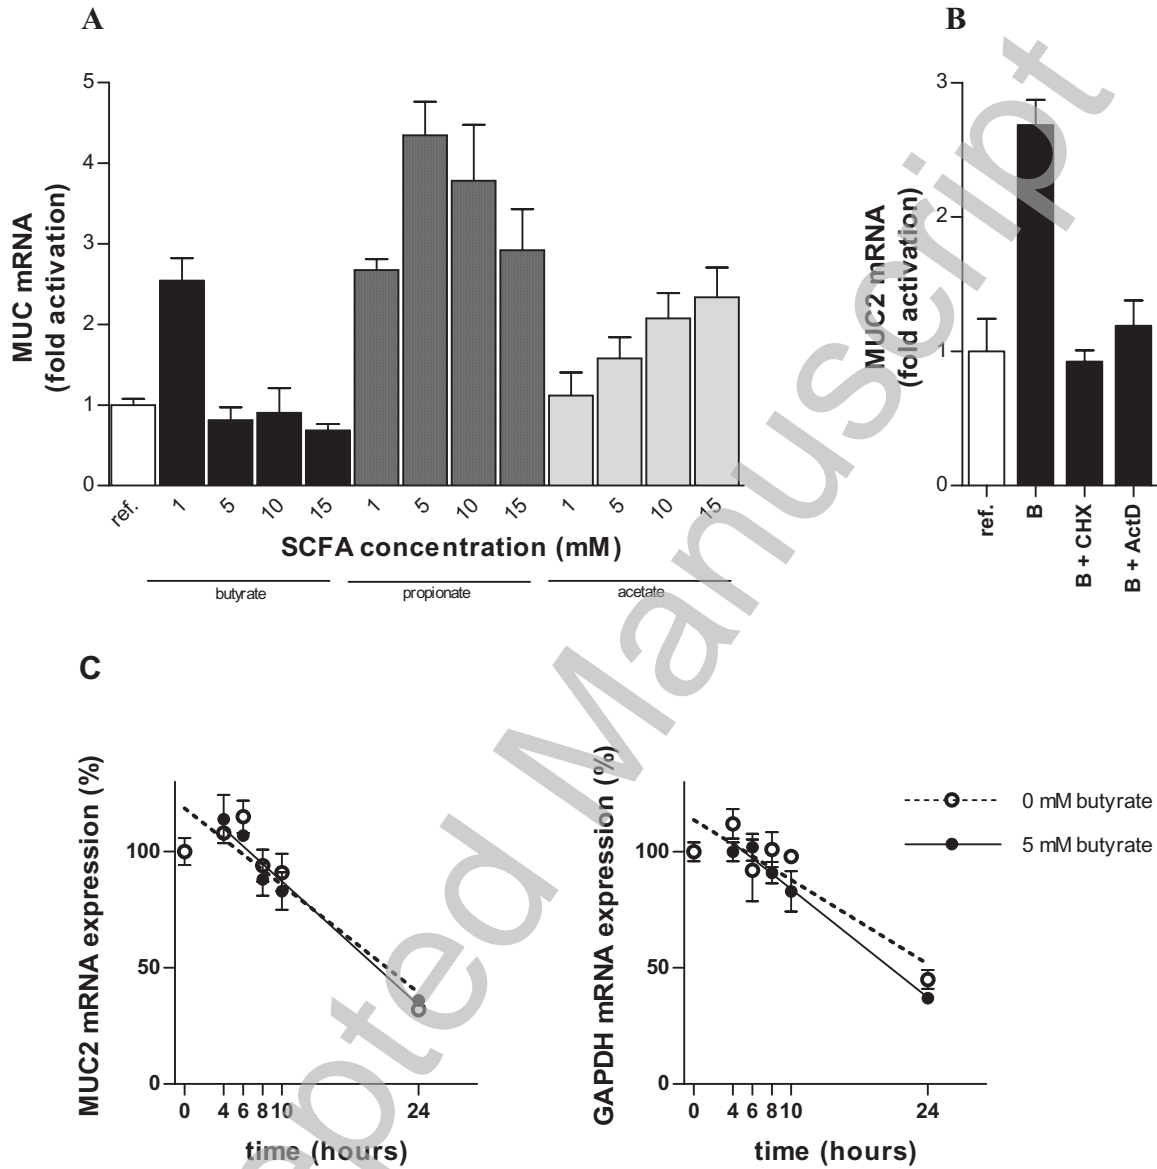 A
B
MUC mRNA
(fold activation)
5
4
3
2
1
0
ref.
1
5
10
15
1
5
10
15
1
5
10
15
SCFA concentration (mM)
butyrate
propionate
acetate
MUC2 mRNA
(fold activation)
3
2
1
0
ref.
B
B + CHX
B + ActD
C
MUC2 mRNA expression (%)
100
50
0
0 4 6 8 10 24
time (hours)
GAPDH mRNA expression (%)
100
50
0
0 4 6 8 10 24
time (hours)
0 mM butyrate
5 mM butyrate
epted Manuscript